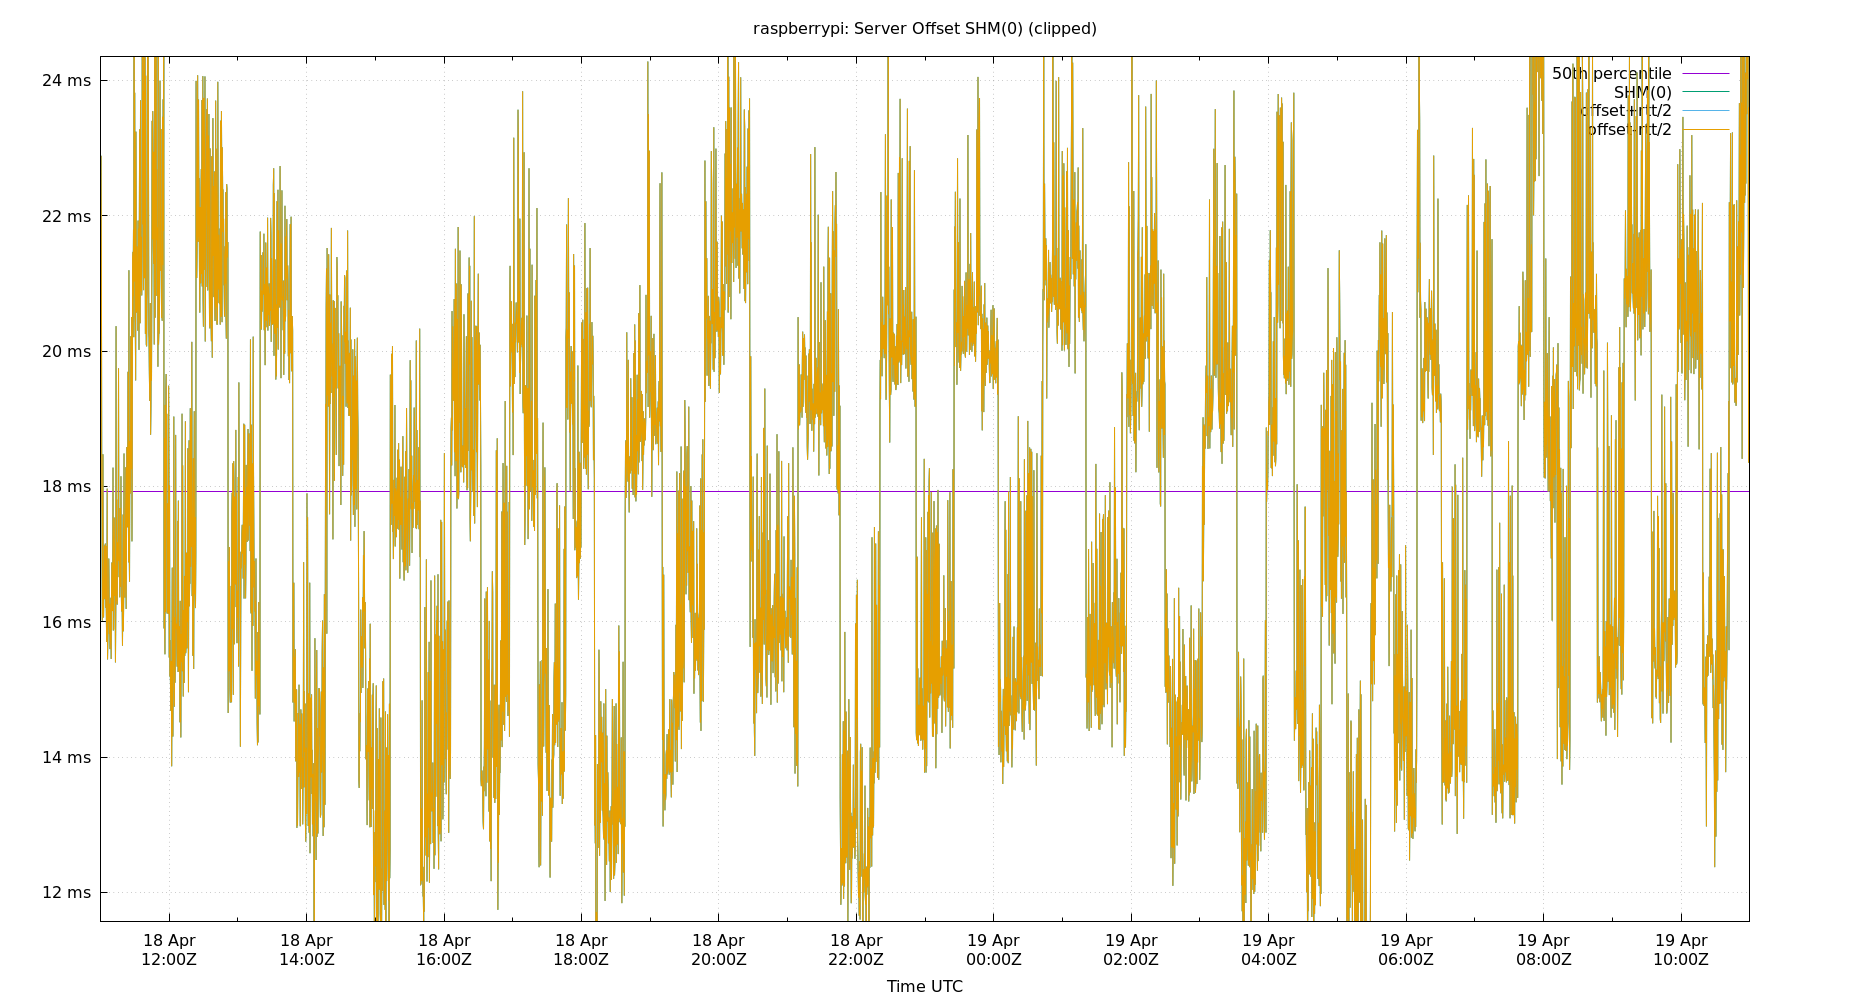 raspberrypi: Server Offset SHM(0) (clipped)
24 ms
22 ms
20 ms
18 ms
16 ms
14 ms
12 ms
50th percentile
SHM(0)
offset+rtt/2
offset-rtt/2
18 Apr 12:00Z
18 Apr 14:00Z
18 Apr 16:00Z
18 Apr 18:00Z
18 Apr 20:00Z
18 Apr 22:00Z
19 Apr 00:00Z
19 Apr 02:00Z
19 Apr 04:00Z
19 Apr 06:00Z
19 Apr 08:00Z
19 Apr 10:00Z
Time UTC